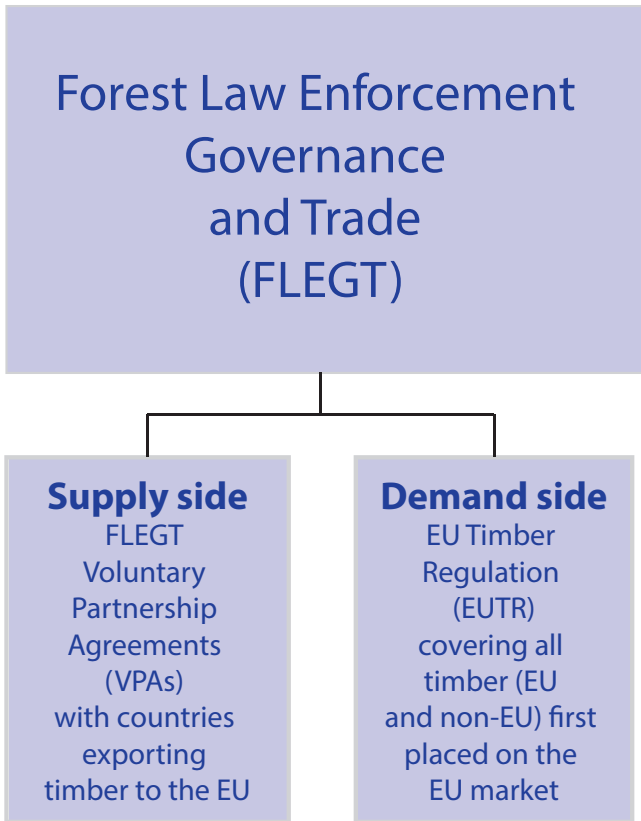 Forest Law Enforcement
Governance
and Trade
(FLEGT)
Supply side
FLEGT
Voluntary
Partnership
Agreements
(VPAs)
with countries
exporting
timber to the EU
Demand side
EU Timber
Regulation
(EUTR)
covering all
timber (EU
and non-EU) first
placed on the
EU market